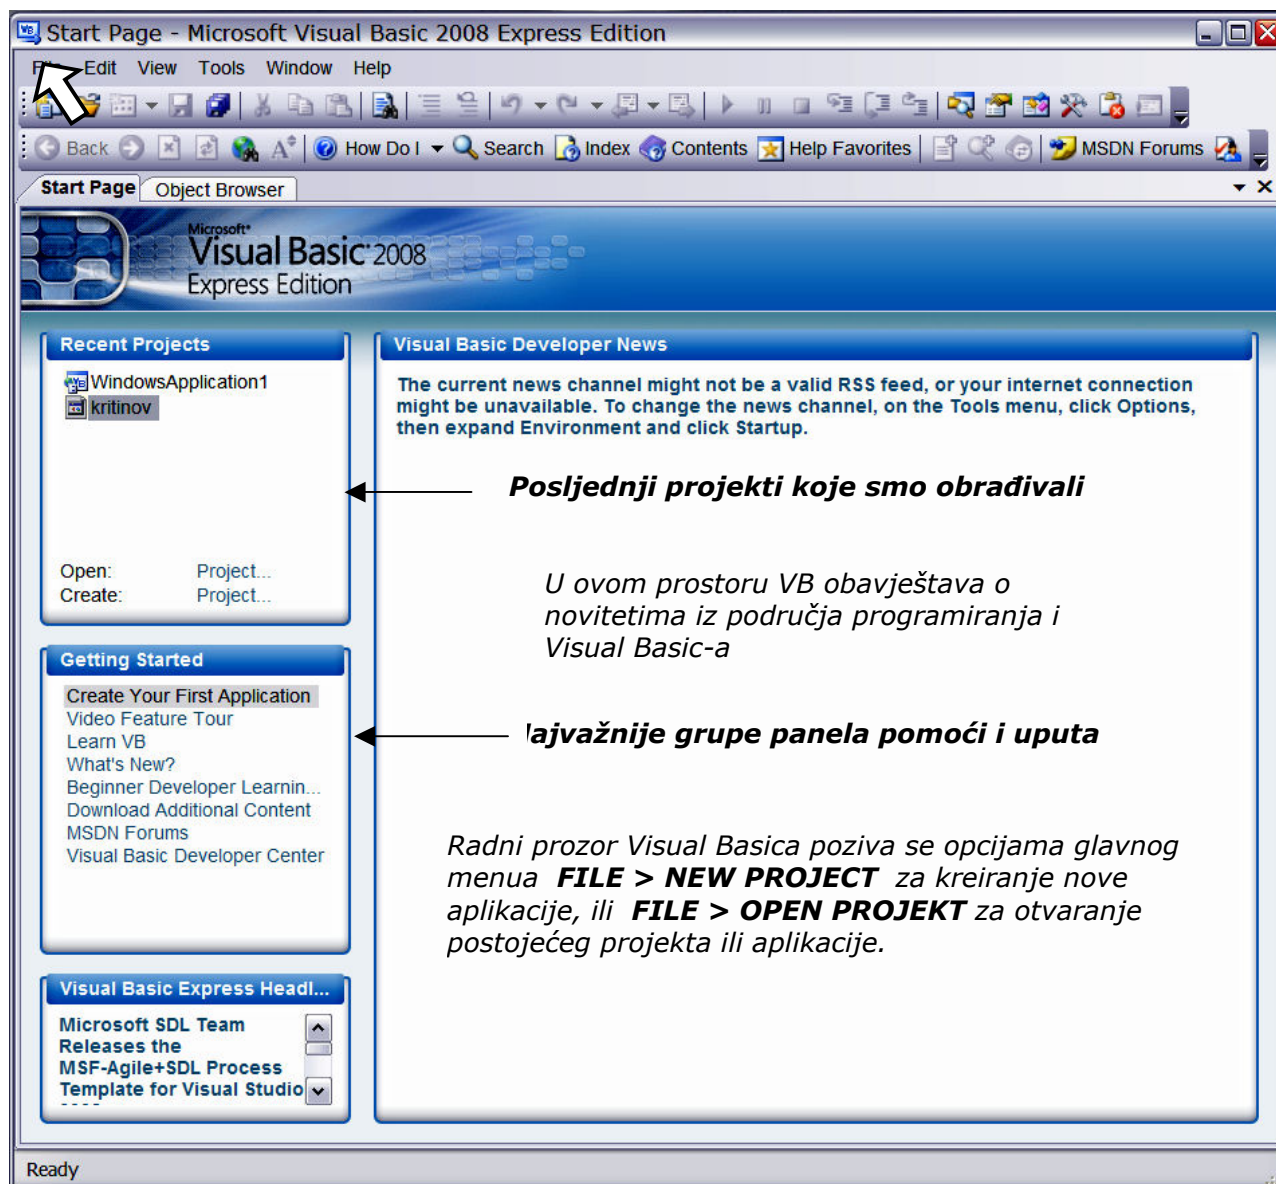 Start Page - Microsoft Visual Basic 2008 Express Edition
Edit View Tools Window Help
Back How Do I Search Index Contents Help Favorites MSDN Forums
Start Page Object Browser
Microsoft
Visual Basic 2008
Express Edition
Recent Projects
WindowsApplication1
kritinov
Open: Project...
Create: Project...
Getting Started
Create Your First Application
Video Feature Tour
Learn VB
What's New?
Beginner Developer Learnin...
Download Additional Content
MSDN Forums
Visual Basic Developer Center
Visual Basic Express Headl...
Microsoft SDL Team
Releases the
MSF-Agile+SDL Process
Template for Visual Studio
Visual Basic Developer News
The current news channel might not be a valid RSS feed, or your internet connection
might be unavailable. To change the news channel, on the Tools menu, click Options,
then expand Environment and click Startup.
Posljednji projekti koje smo obrađivali
U ovom prostoru VB obavještava o
novitetima iz područja programiranja i
Visual Basic-a
ajvažnije grupe panela pomoći i uputa
Radni prozor Visual Basica poziva se opcijama glavnog
menua FILE > NEW PROJECT za kreiranje nove
aplikacije, ili FILE > OPEN PROJEKT za otvaranje
postojećeg projekta ili aplikacije.
Ready